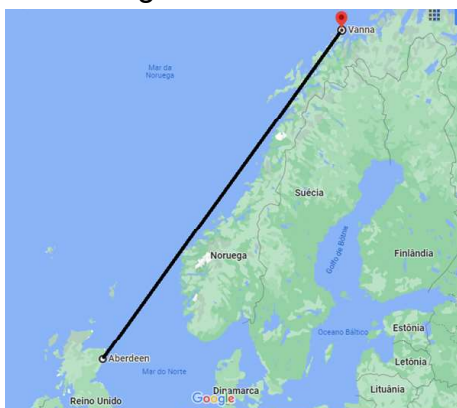 Vanna
Mar da
Noruega
Suécia
Golfo de Bótnia
Noruega
Finlândia
Oceano Báltico
Estônia
Aberdeen
Mar do Norte
Letônia
Dinamarca
Lituânia
Google
Reino Unido